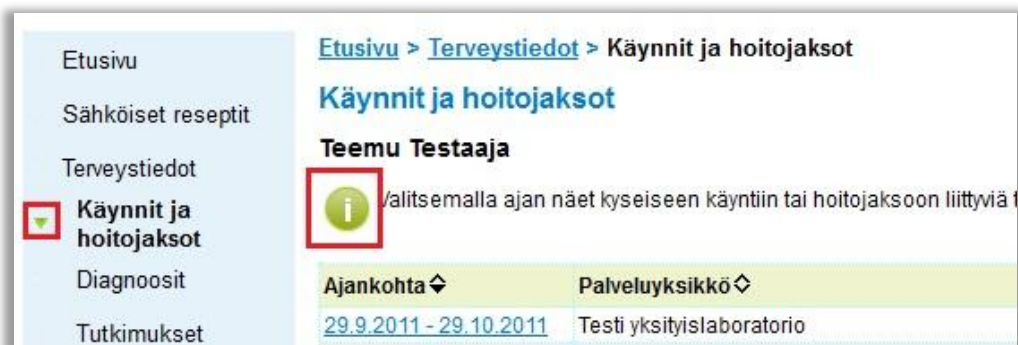 Etusivu
Sähköiset reseptit
Terveystiedot
Käynnit ja
hoitojaksot
Diagnoosit
Tutkimukset
Etusivu > Terveystiedot > Käynnit ja hoitojaksot
Käynnit ja hoitojaksot
Teemu Testaaja
i
Valitsemalla ajan näet kyseiseen käyntiin tai hoitojaksoon liittyviä
Ajankohta Palveluyksikkö
29.9.2011 - 29.10.2011 Testi yksityislaboratorio